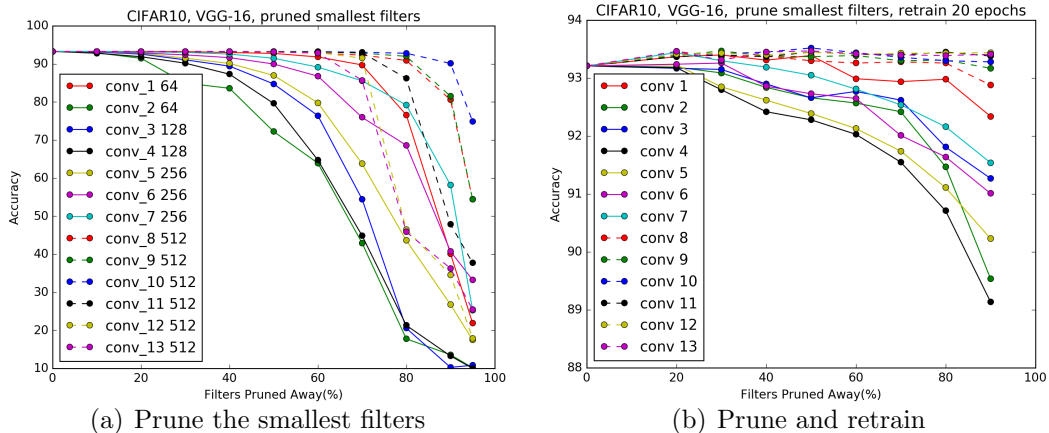 CIFAR10, VGG-16, pruned smallest filters
100
90
80
70
60
50
40
30
20
10
Accuracy
conv_1 64
conv_2 64
conv_3 128
conv_4 128
conv_5 256
conv_6 256
conv_7 256
conv_8 512
conv_9 512
conv_10 512
conv_11 512
conv_12 512
conv_13 512
0 20 40 60 80 100
Filters Pruned Away(%)
(a) Prune the smallest filters
CIFAR10, VGG-16, prune smallest filters, retrain 20 epochs
94
93
92
91
90
89
88
Accuracy
conv 1
conv 2
conv 3
conv 4
conv 5
conv 6
conv 7
conv 8
conv 9
conv 10
conv 11
conv 12
conv 13
0 20 40 60 80 100
Filters Pruned Away(%)
(b) Prune and retrain